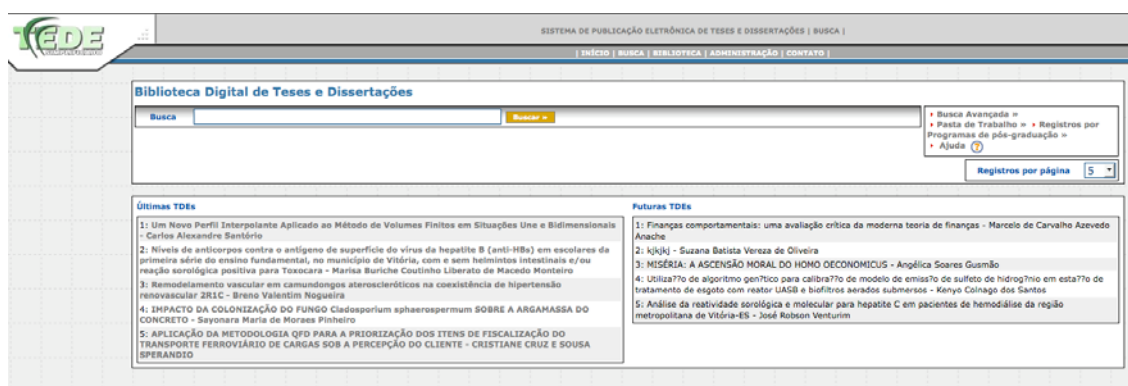 TEDE
SIMPLIFICADO
SISTEMA DE PUBLICAÇÃO ELETRÔNICA DE TESES E DISSERTAÇÕES | BUSCA |
| INÍCIO | BUSCA | BIBLIOTECA | ADMINISTRAÇÃO | CONTATO |
Biblioteca Digital de Teses e Dissertações
Busca
Buscar »
Busca Avançada »
Pasta de Trabalho » Registros por
Programas de pós-graduação »
Ajuda ?
Registros por página 5
Últimas TDEs
1: Um Novo Perfil Interpolante Aplicado ao Método de Volumes Finitos em Situações Une e Bidimensionais
- Carlos Alexandre Santório
2: Níveis de anticorpos contra o antígeno de superfície do vírus da hepatite B (anti-HBs) em escolares da
primeira série do ensino fundamental, no município de Vitória, com e sem helmintos intestinais e/ou
reação sorológica positiva para Toxocara - Marisa Buriche Coutinho Liberato de Macedo Monteiro
3: Remodelamento vascular em camundongos ateroscleróticos na coexistência de hipertensão
renovascular 2R1C - Breno Valentim Nogueira
4: IMPACTO DA COLONIZAÇÃO DO FUNGO Cladosporium sphaerospermum SOBRE A ARGAMASSA DO
CONCRETO - Sayonara Maria de Moraes Pinheiro
5: APLICAÇÃO DA METODOLOGIA QFD PARA A PRIORIZAÇÃO DOS ITENS DE FISCALIZAÇÃO DO
TRANSPORTE FERROVIÁRIO DE CARGAS SOB A PERCEPÇÃO DO CLIENTE - CRISTIANE CRUZ E SOUSA
SPERANDIO
Futuras TDEs
1: Finanças comportamentais: uma avaliação crítica da moderna teoria de finanças - Marcelo de Carvalho Azevedo
Anache
2: kjkjkj - Suzana Batista Vereza de Oliveira
3: MISÉRIA: A ASCENSÃO MORAL DO HOMO OECONOMICUS - Angélica Soares Gusmão
4: Utiliza??o de algoritmo gen?tico para calibra??o de modelo de emiss?o de sulfeto de hidrog?nio em esta??o de
tratamento de esgoto com reator UASB e biofiltros aerados submersos - Kenyo Colnago dos Santos
5: Análise da reatividade sorológica e molecular para hepatite C em pacientes de hemodiálise da região
metropolitana de Vitória-ES - José Robson Venturim